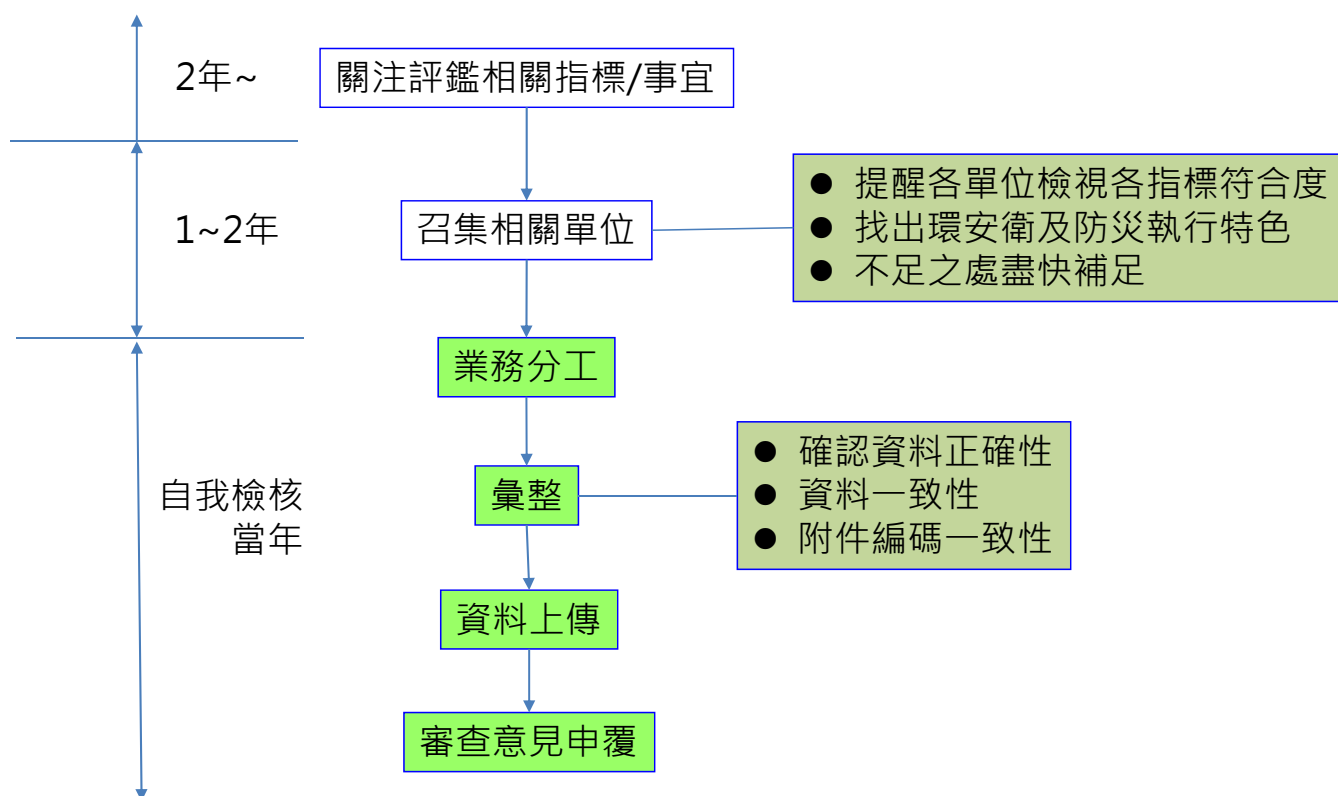 2年~
關注評鑑相關指標/事宜
1~2年
召集相關單位
● 提醒各單位檢視各指標符合度
● 找出環安衛及防災執行特色
● 不足之處盡快補足
業務分工
自我檢核
當年
彙整
● 確認資料正確性
● 資料一致性
● 附件編碼一致性
資料上傳
審查意見申覆